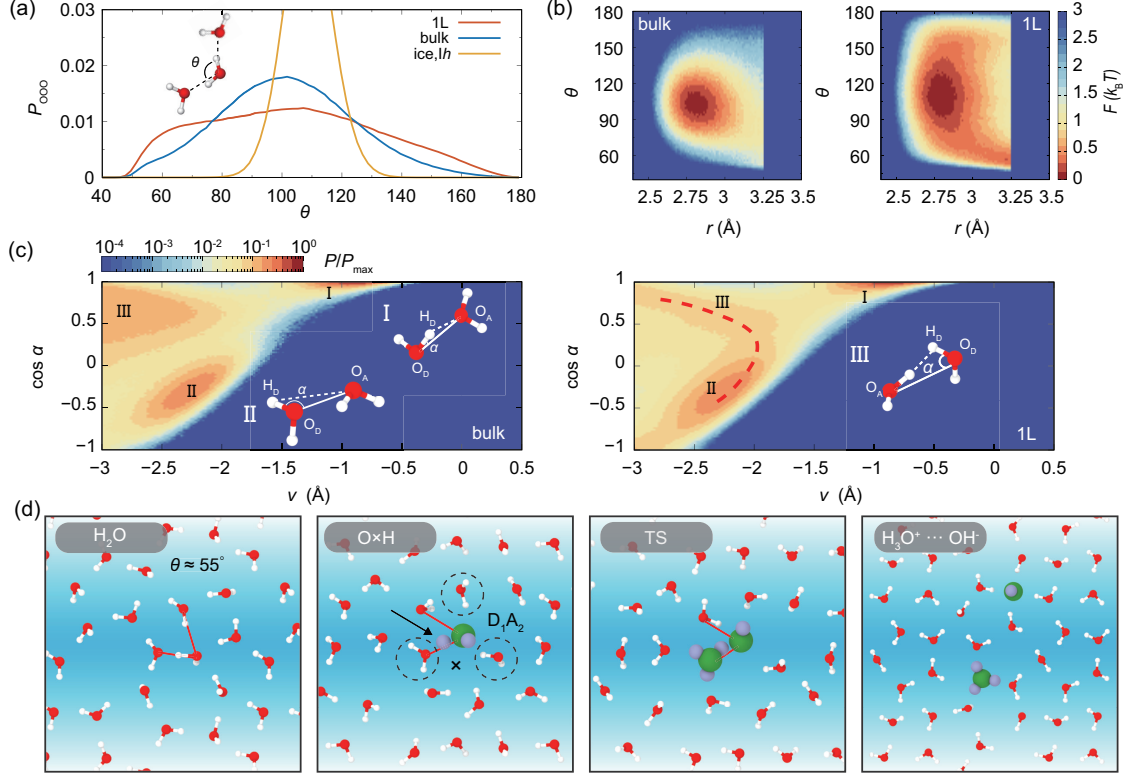 (a)
1L
bulk
ice,Ih
θ
P_OOO
0.03
0.02
0.01
0
40 60 80 100 120 140 160 180
θ
(b)
bulk
θ
180
150
120
90
60
2.5 2.75 3 3.25
r (Å)
1L
θ
180
150
120
90
60
2.5 2.75 3 3.25 3.5
r (Å)
3
2.5
2
1.5
1
0.5
0
F (k_BT)
(c)
10⁻⁴ 10⁻³ 10⁻² 10⁻¹ 10⁰
P/P_max
cos α
1
0.5
0
−0.5
−1
III
I
II
I
H_D
O_A
α
O_D
II
H_D
O_A
α
O_D
bulk
−3 −2.5 −2 −1.5 −1 −0.5 0 0.5
ν (Å)
cos α
1
0.5
0
−0.5
−1
III
I
II
III
H_D
O_D
α
O_A
1L
−3 −2.5 −2 −1.5 −1 −0.5 0 0.5
ν (Å)
(d)
H₂O
θ ≈ 55°
O×H
D₁A₂
×
TS
H₃O⁺ ··· OH⁻